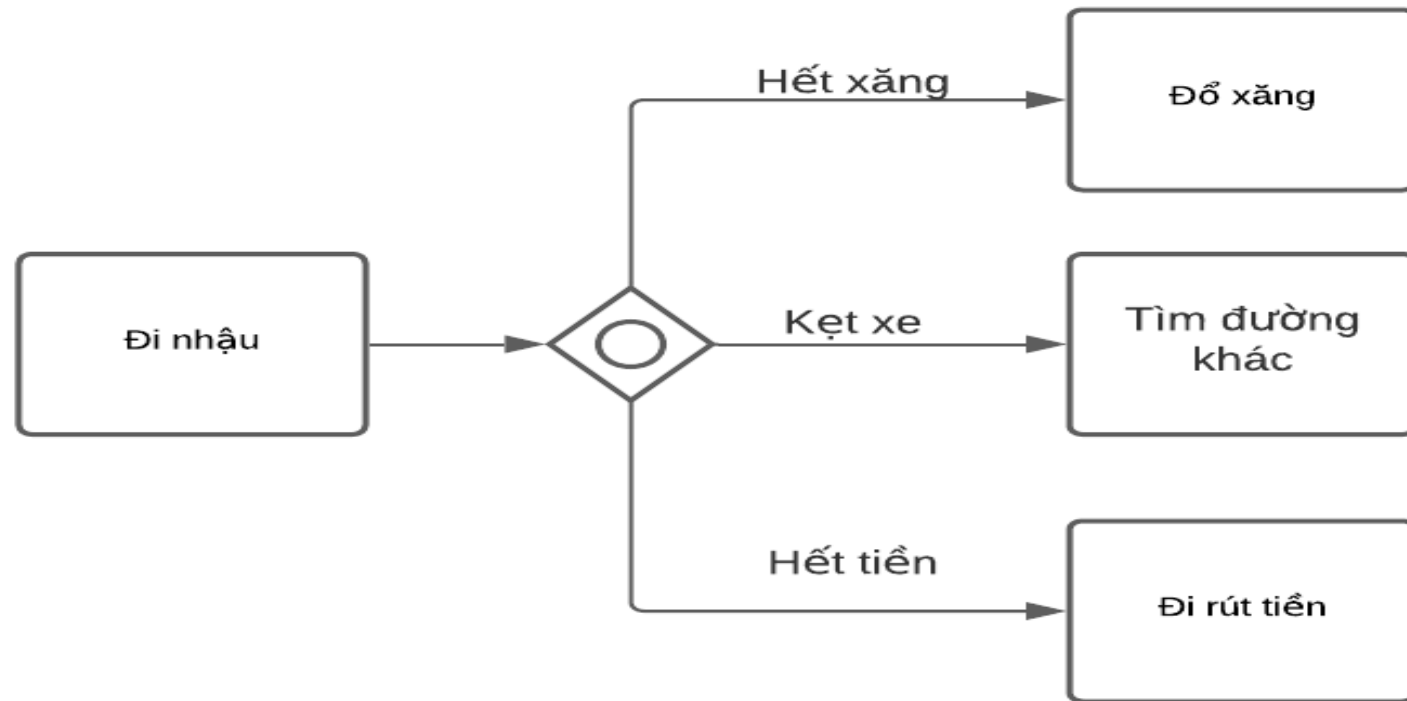 Hết xăng
Đổ xăng
Đi nhậu
Kẹt xe
Tìm đường
khác
Hết tiền
Đi rút tiền